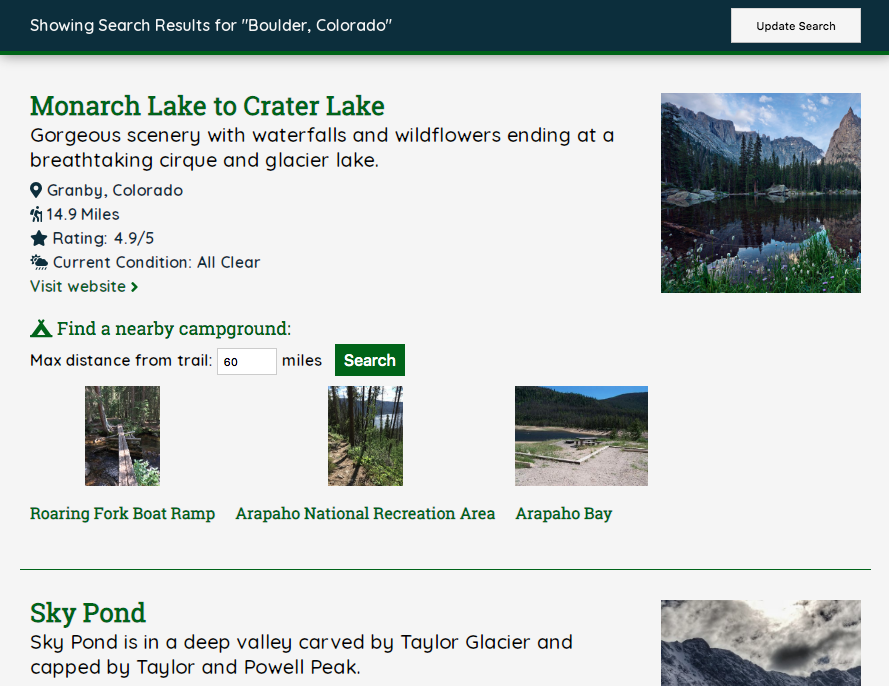 Showing Search Results for "Boulder, Colorado"
Update Search
Monarch Lake to Crater Lake
Gorgeous scenery with waterfalls and wildflowers ending at a
breathtaking cirque and glacier lake.
Granby, Colorado
14.9 Miles
Rating: 4.9/5
Current Condition: All Clear
Visit website
Find a nearby campground:
Max distance from trail: 60 miles Search
Roaring Fork Boat Ramp
Arapaho National Recreation Area
Arapaho Bay
Sky Pond
Sky Pond is in a deep valley carved by Taylor Glacier and
capped by Taylor and Powell Peak.